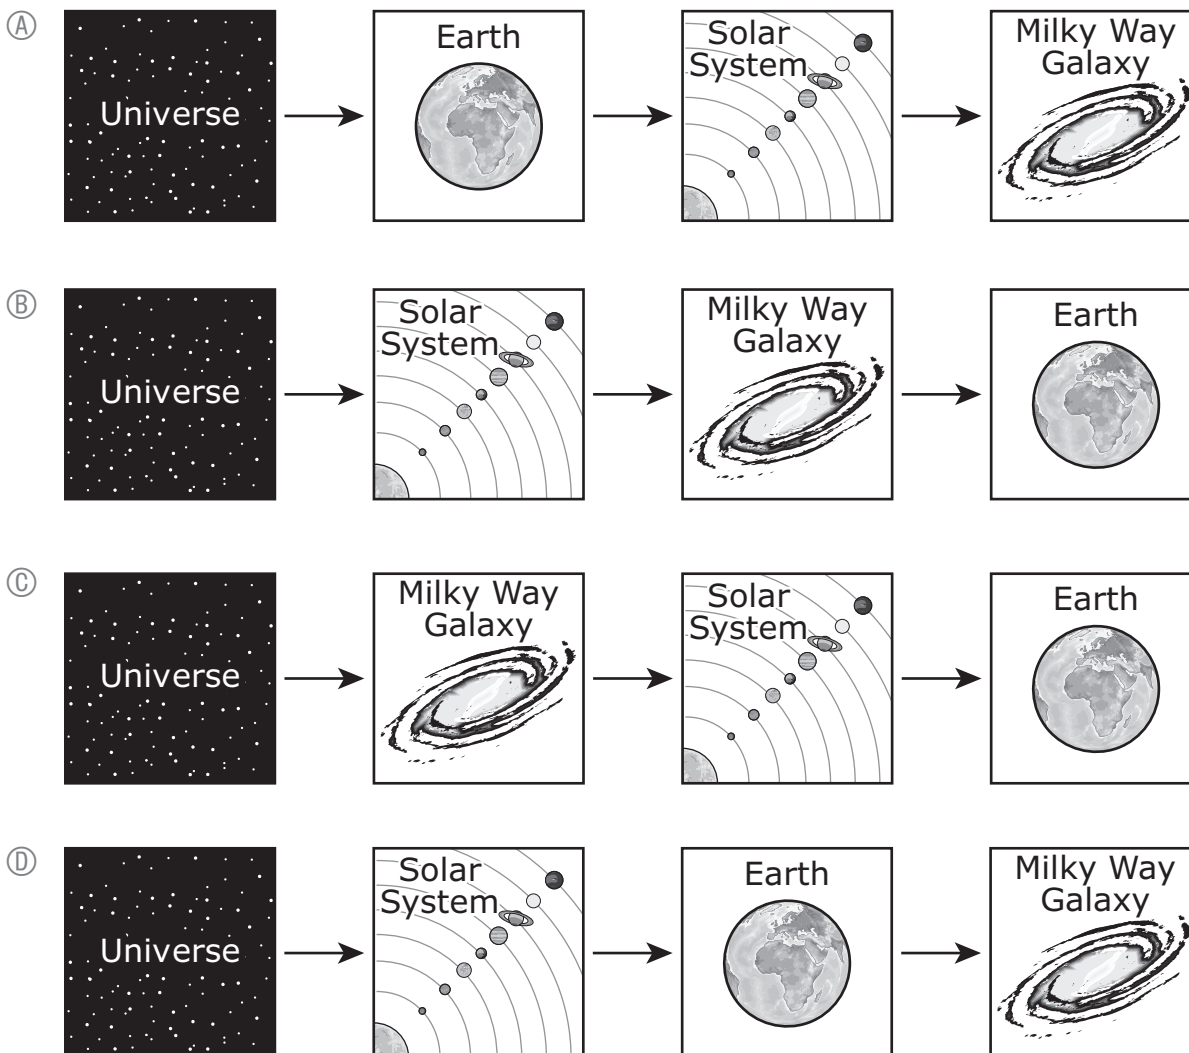 Ⓐ
Universe
Earth
Solar
System
Milky Way
Galaxy
Ⓑ
Universe
Solar
System
Milky Way
Galaxy
Earth
Ⓒ
Universe
Milky Way
Galaxy
Solar
System
Earth
Ⓓ
Universe
Solar
System
Earth
Milky Way
Galaxy